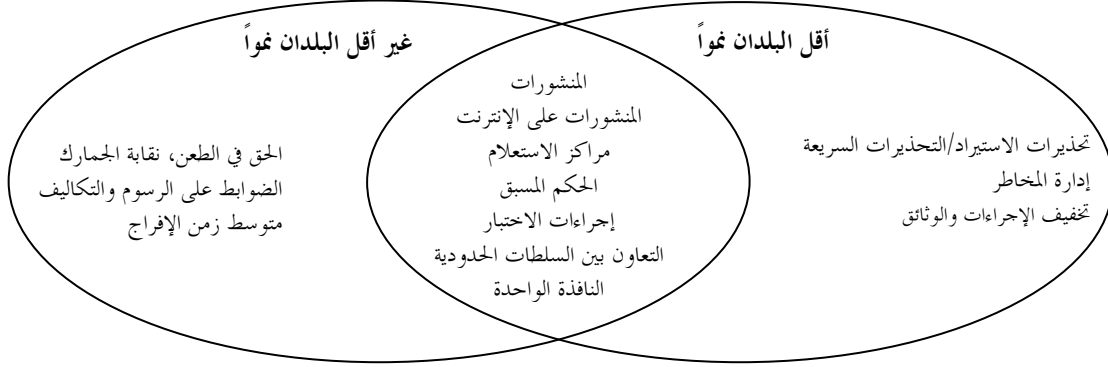 أقل البلدان نمواً
تحذيرات الاستيراد/التحذيرات السريعة
إدارة المخاطر
تخفيف الإجراءات والوثائق
المنشورات
المنشورات على الإنترنت
مراكز الاستعلام
الحكم المسبق
إجراءات الاختبار
التعاون بين السلطات الحدودية
النافذة الواحدة
غير أقل البلدان نمواً
الحق في الطعن، نقابة الجمارك
الضوابط على الرسوم والتكاليف
متوسط زمن الإفراج